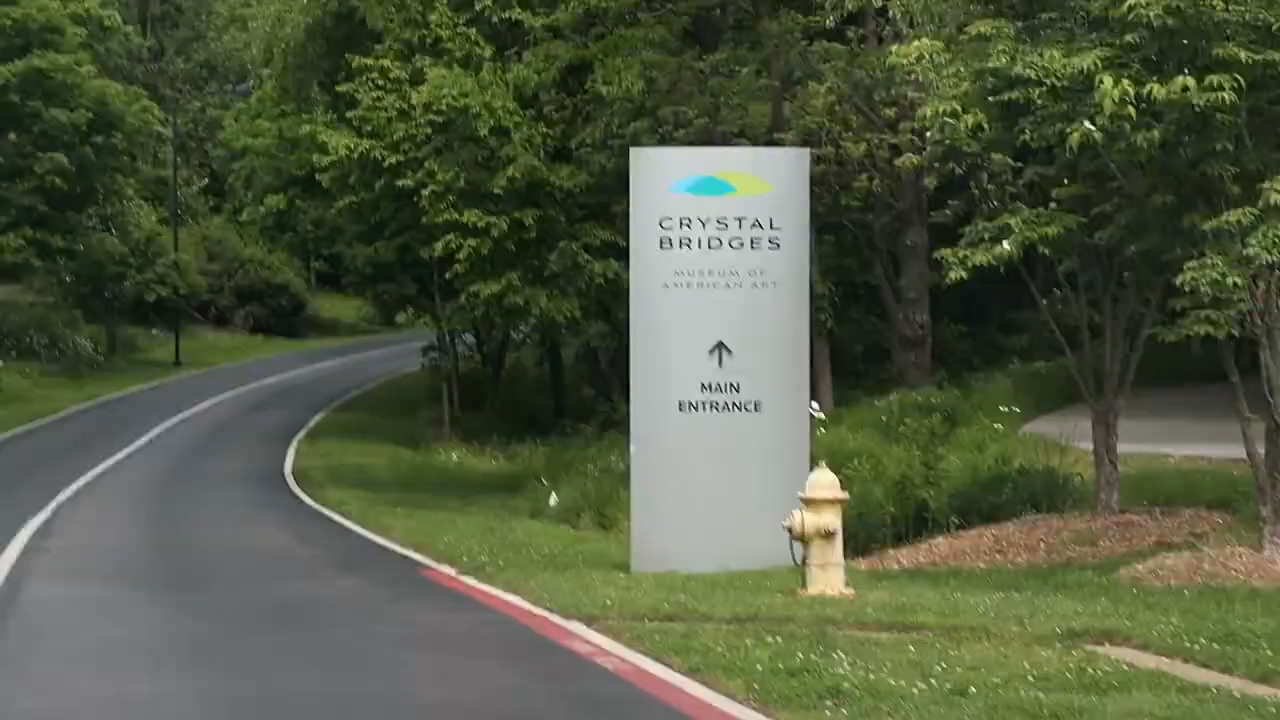 CRYSTAL
BRIDGES
MUSEUM OF
AMERICAN ART
MAIN
ENTRANCE